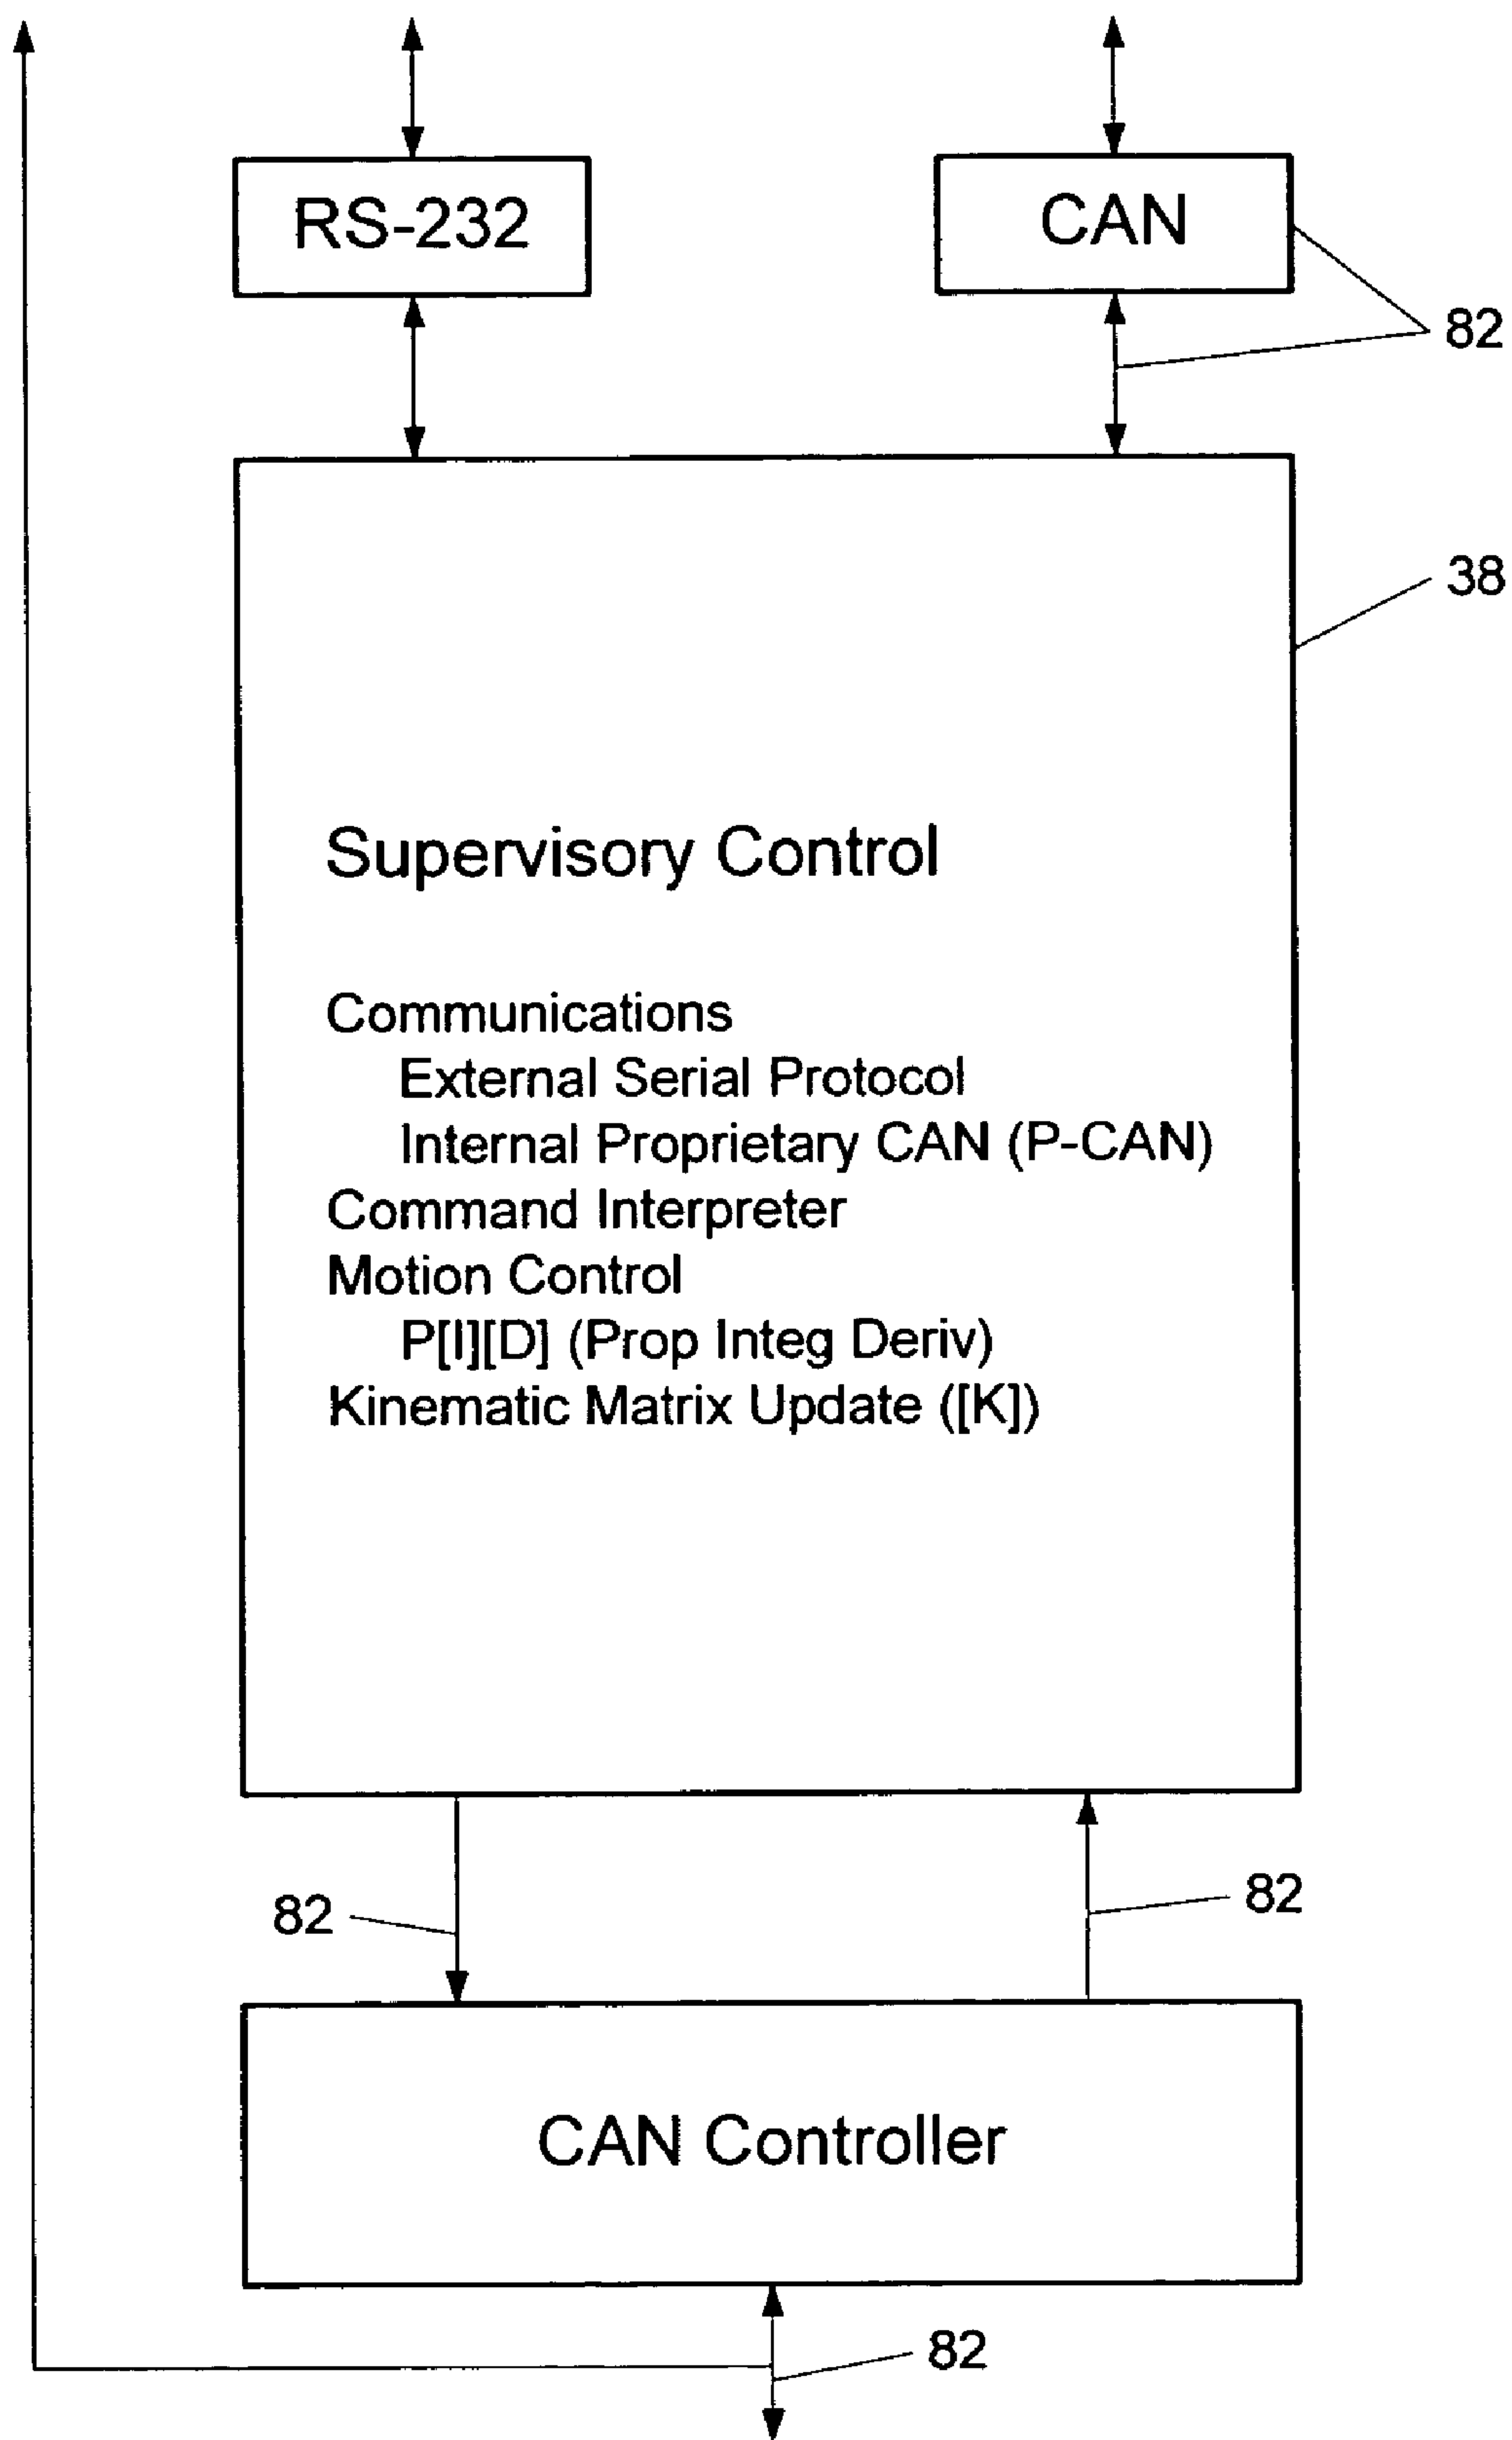 RS-232
CAN
82
38
Supervisory Control
Communications
External Serial Protocol
Internal Proprietary CAN (P-CAN)
Command Interpreter
Motion Control
P[I][D] (Prop Integ Deriv)
Kinematic Matrix Update ([K])
82
82
CAN Controller
82